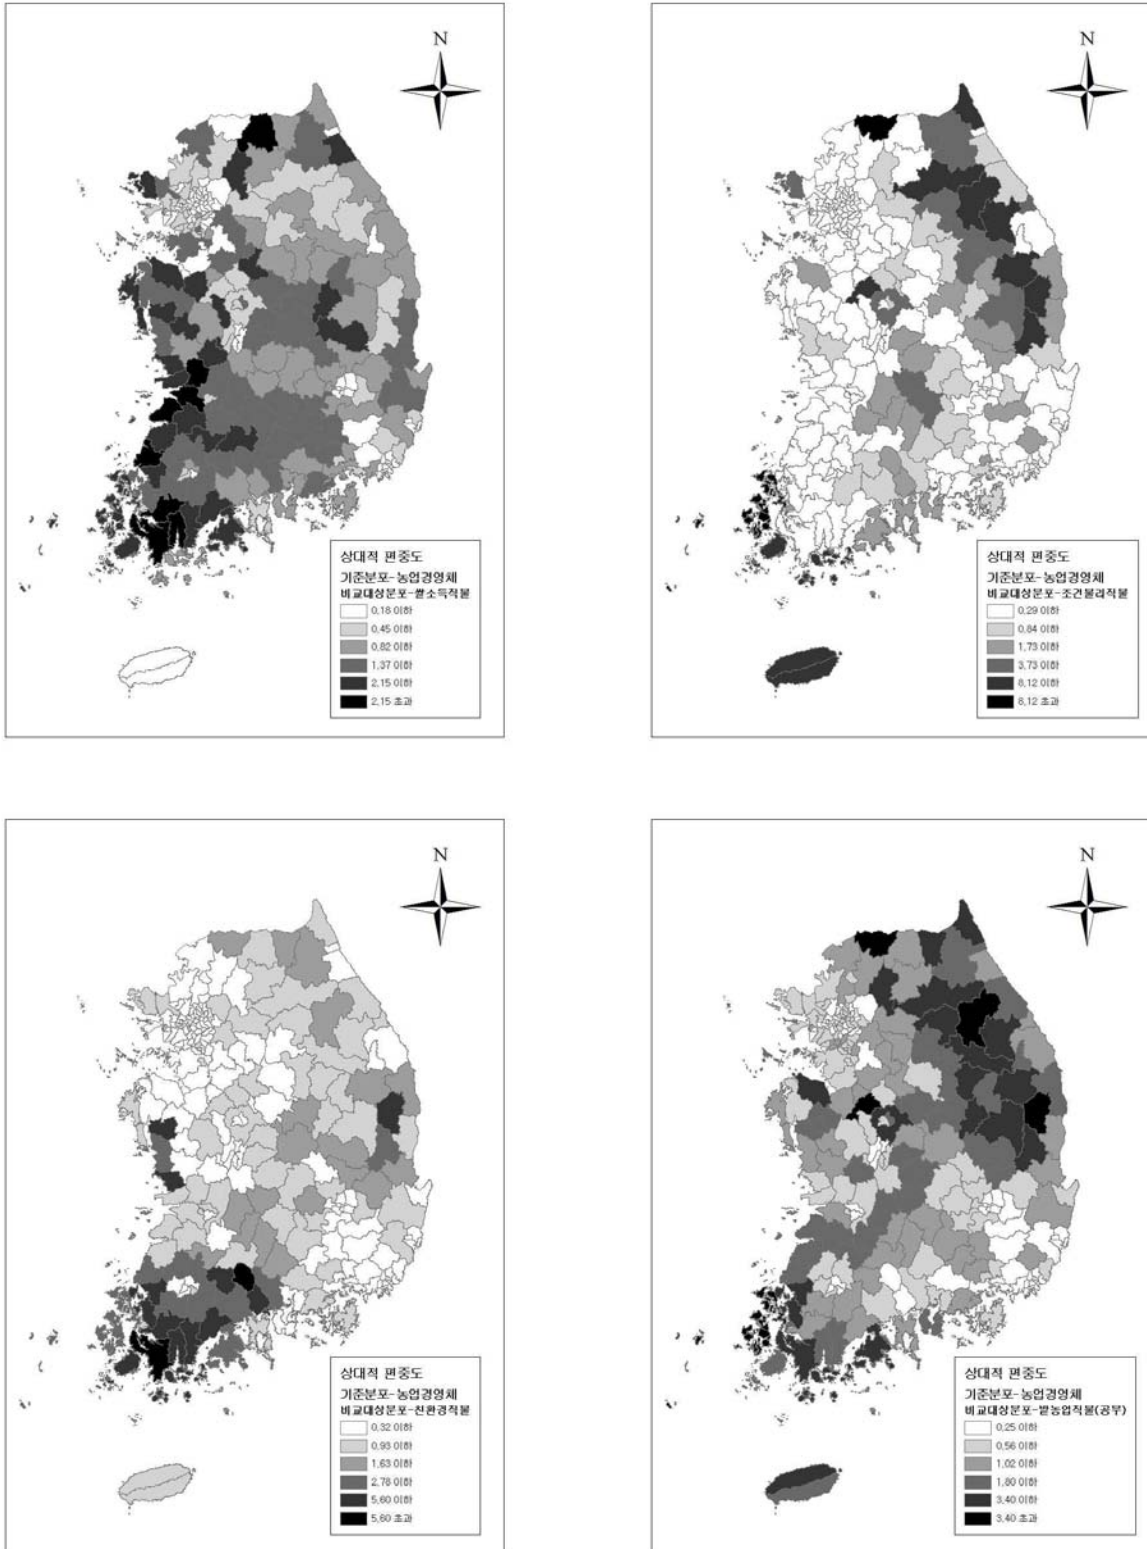 N
상대적 편중도
기준분포-농업경영체
비교대상분포-쌀소득직불
0,18 이하
0,45 이하
0,82 이하
1,37 이하
2,15 이하
2,15 초과
N
상대적 편중도
기준분포-농업경영체
비교대상분포-조건불리직불
0,29 이하
0,84 이하
1,73 이하
3,73 이하
8,12 이하
8,12 초과
N
상대적 편중도
기준분포-농업경영체
비교대상분포-친환경직불
0,32 이하
0,93 이하
1,63 이하
2,78 이하
5,60 이하
5,60 초과
N
상대적 편중도
기준분포-농업경영체
비교대상분포-밭농업직불(공부)
0,25 이하
0,56 이하
1,02 이하
1,80 이하
3,40 이하
3,40 초과